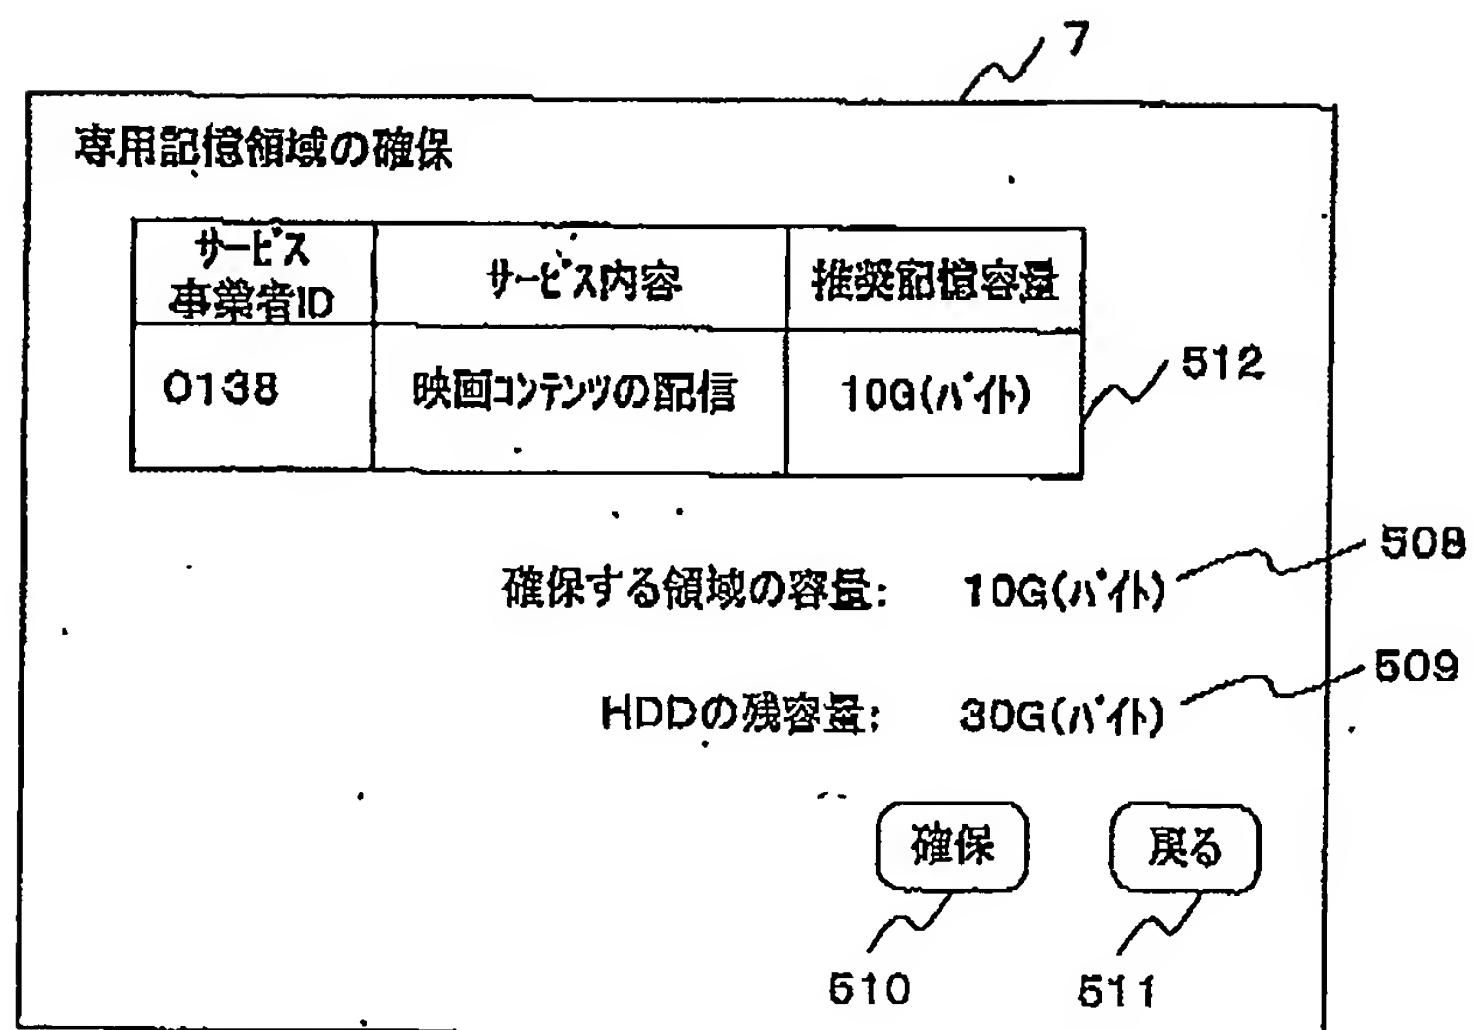 7
専用記憶領域の確保
サービス
事業者ID
サービス内容
推奨記憶容量
0138
映画コンテンツの配信
10G(バイト)
512
確保する領域の容量:
10G(バイト)
508
HDDの残容量:
30G(バイト)
509
確保
戻る
510
511